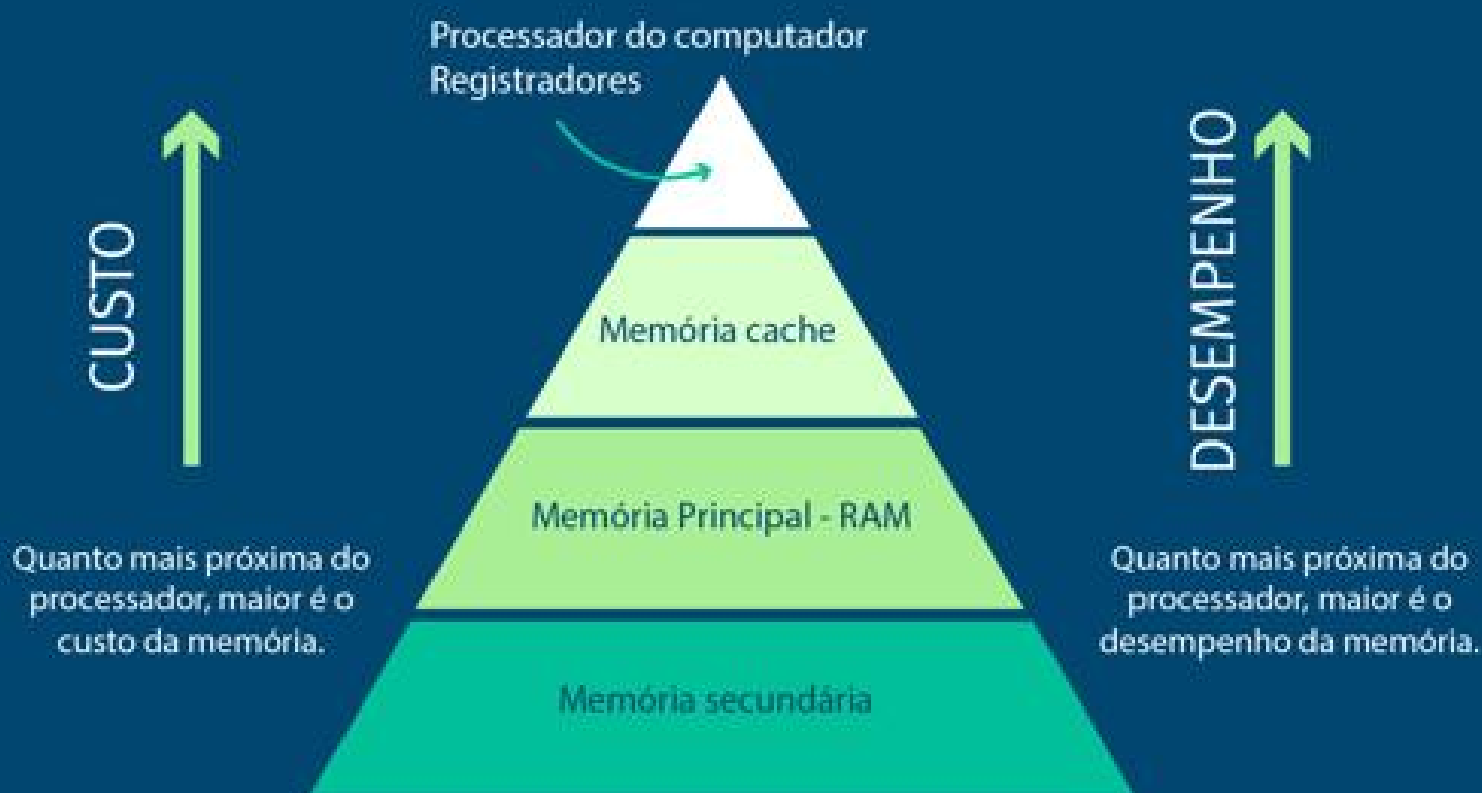 Processador do computador
Registradores
CUSTO
DESEMPENHO
Memória cache
Memória Principal - RAM
Quanto mais próxima do
processador, maior é o
custo da memória.
Quanto mais próxima do
processador, maior é o
desempenho da memória.
Memória secundária